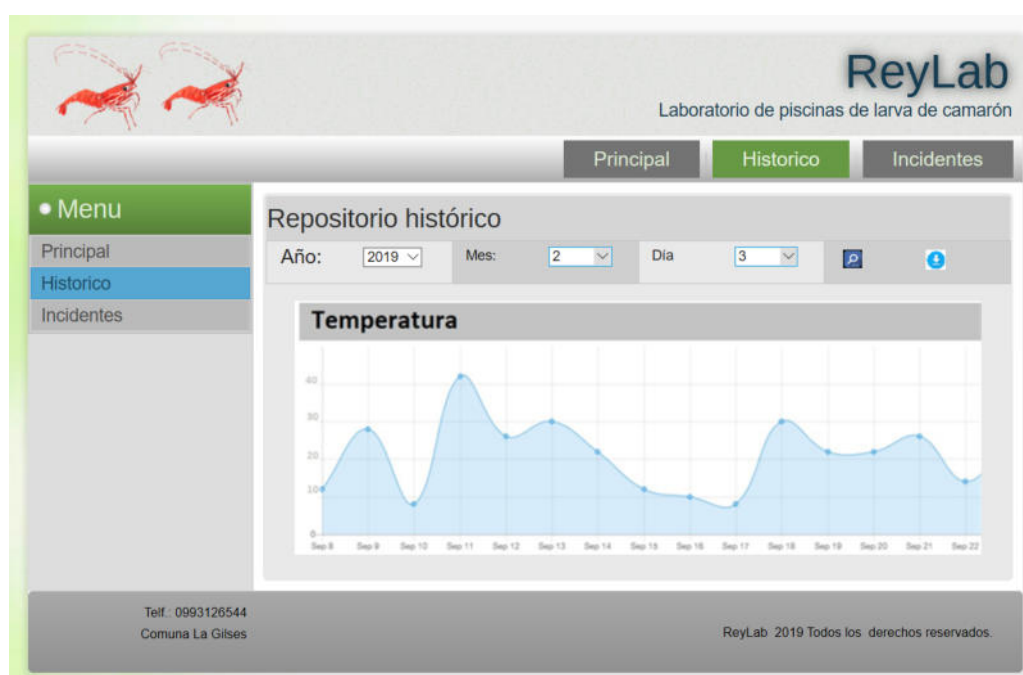 ReyLab
Laboratorio de piscinas de larva de camarón
Principal Historico Incidentes
Menu
Principal
Historico
Incidentes
Repositorio histórico
Año: 2019 Mes: 2 Día 3
Temperatura
40
30
20
10
0
Sep 8 Sep 9 Sep 10 Sep 11 Sep 12 Sep 13 Sep 14 Sep 15 Sep 16 Sep 17 Sep 18 Sep 19 Sep 20 Sep 21 Sep 22
Telf.: 0993126544
Comuna La Gilses
ReyLab 2019 Todos los derechos reservados.